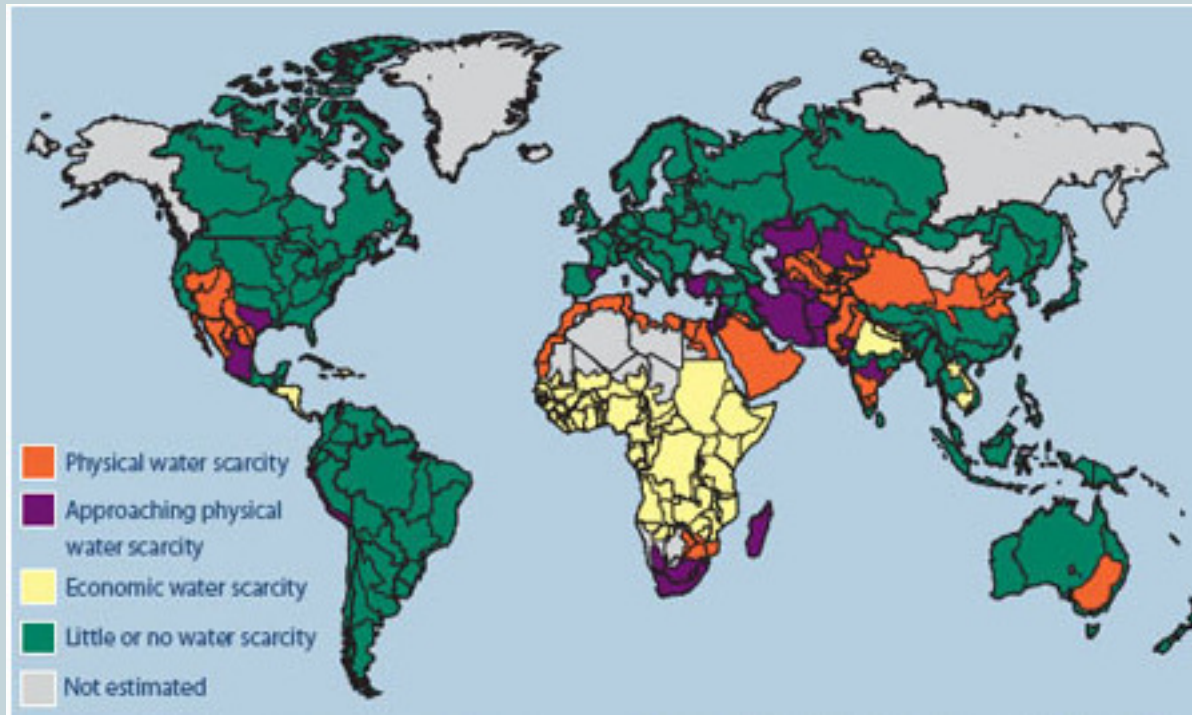 Physical water scarcity
Approaching physical
water scarcity
Economic water scarcity
Little or no water scarcity
Not estimated